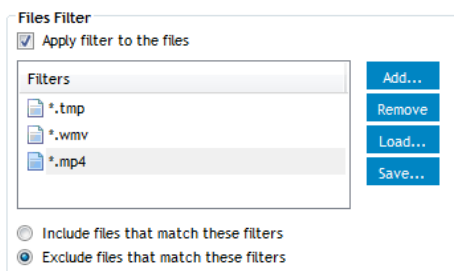 Files Filter
Apply filter to the files
Filters
*.tmp
*.wmv
*.mp4
Add...
Remove
Load...
Save...
Include files that match these filters
Exclude files that match these filters